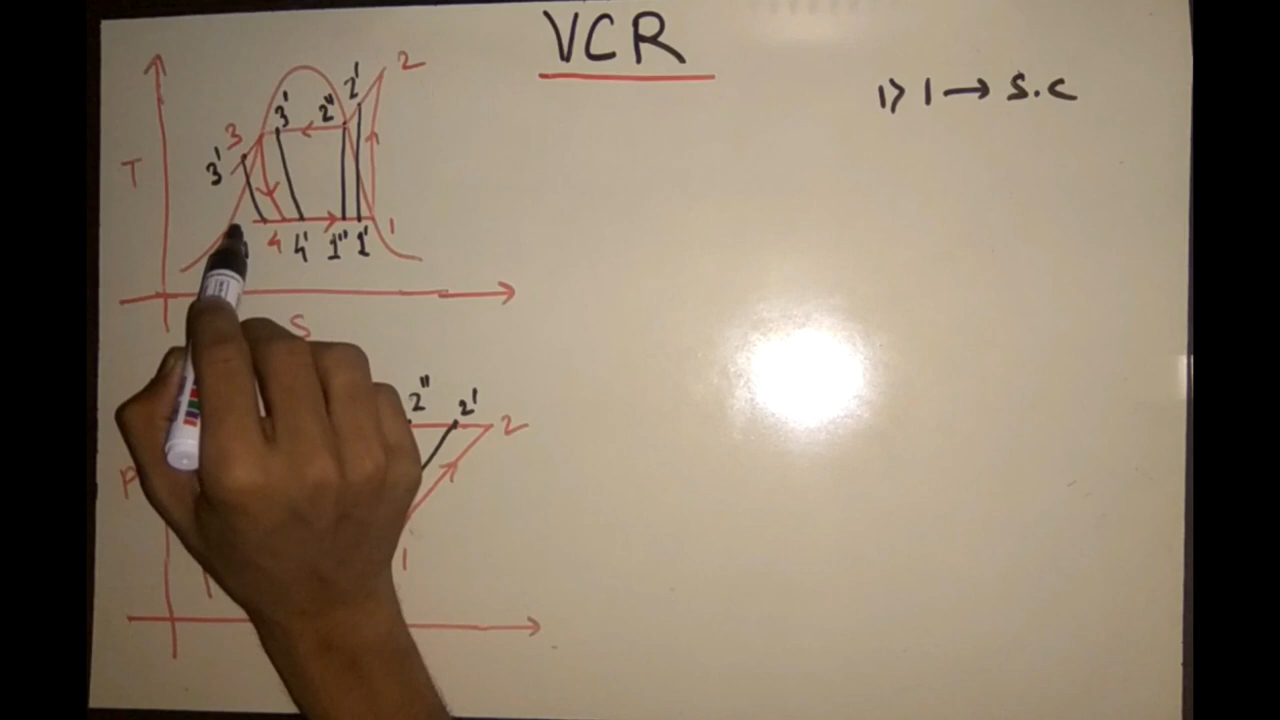 VCR
1) 1 → S.C
2
2'
3' 2"
3
3'
T
4 4' 1" 1' 1
S
2" 2' 2
P
1